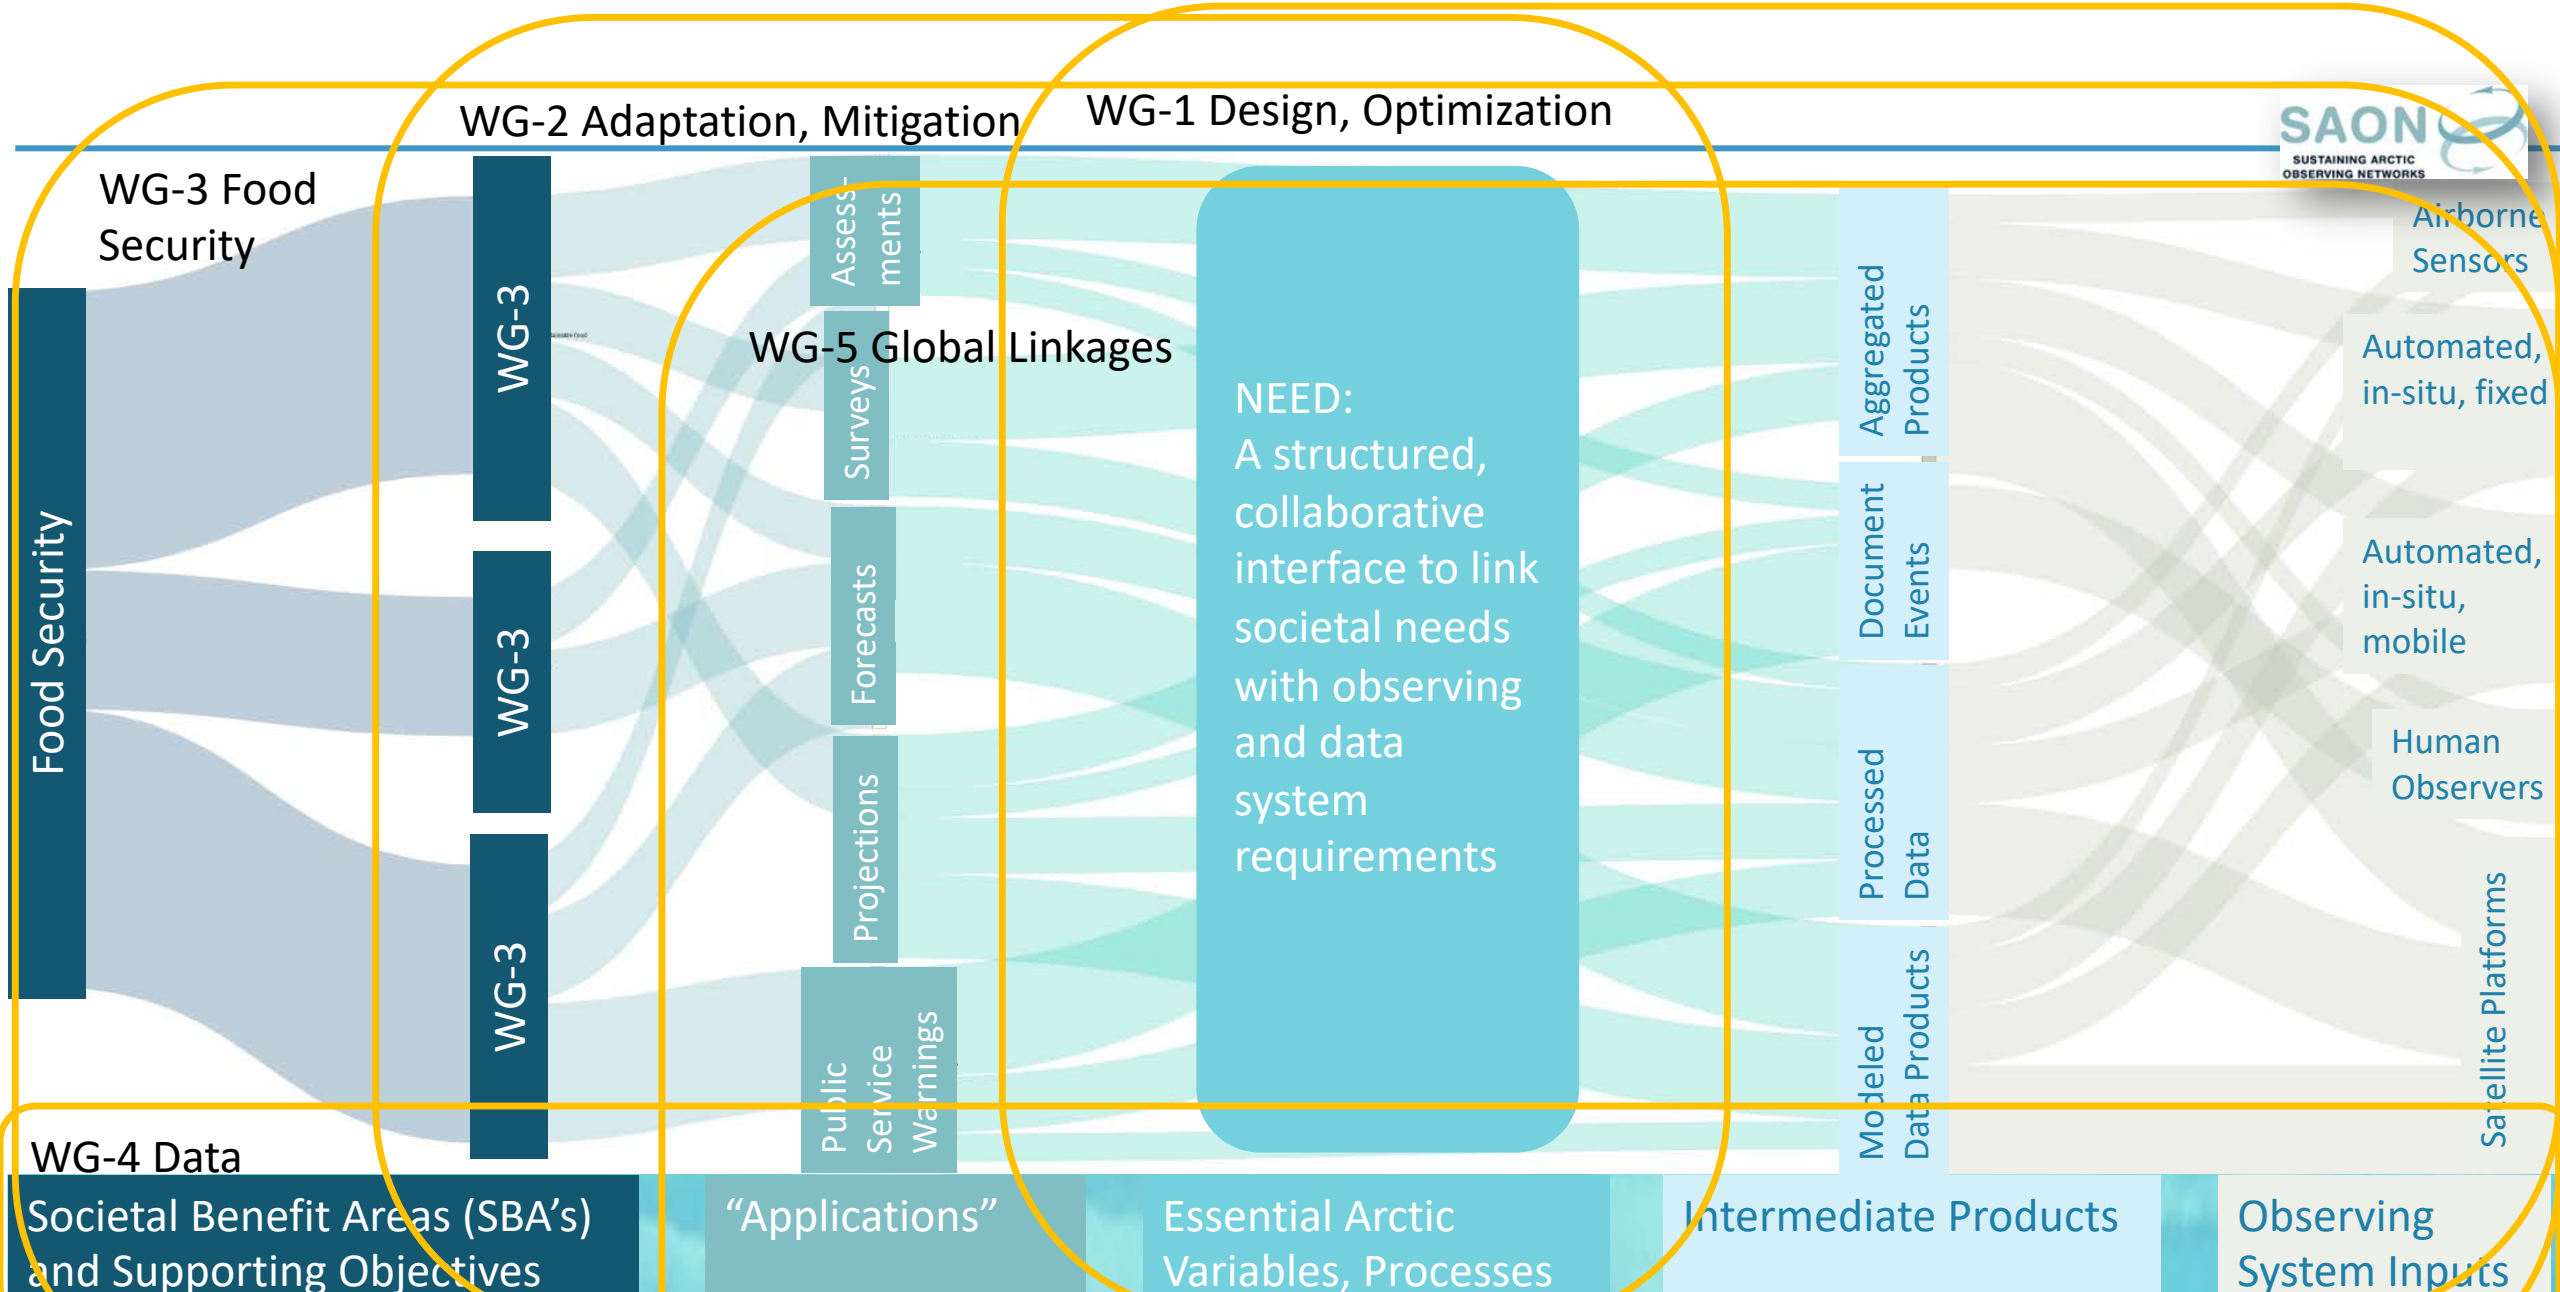 WG-2 Adaptation, Mitigation
WG-1 Design, Optimization
SAON
SUSTAINING ARCTIC
OBSERVING NETWORKS
WG-3 Food
Security
Food Security
WG-3
WG-3
WG-3
Assess-
ments
WG-5 Global Linkages
Surveys
Forecasts
Projections
Public
Service
Warnings
NEED:
A structured,
collaborative
interface to link
societal needs
with observing
and data
system
requirements
Aggregated
Products
Document
Events
Processed
Data
Modeled
Data Products
Airborne
Sensors
Automated,
in-situ, fixed
Automated,
in-situ,
mobile
Human
Observers
Satellite Platforms
WG-4 Data
Societal Benefit Areas (SBA’s)
and Supporting Objectives
“Applications”
Essential Arctic
Variables, Processes
Intermediate Products
Observing
System Inputs